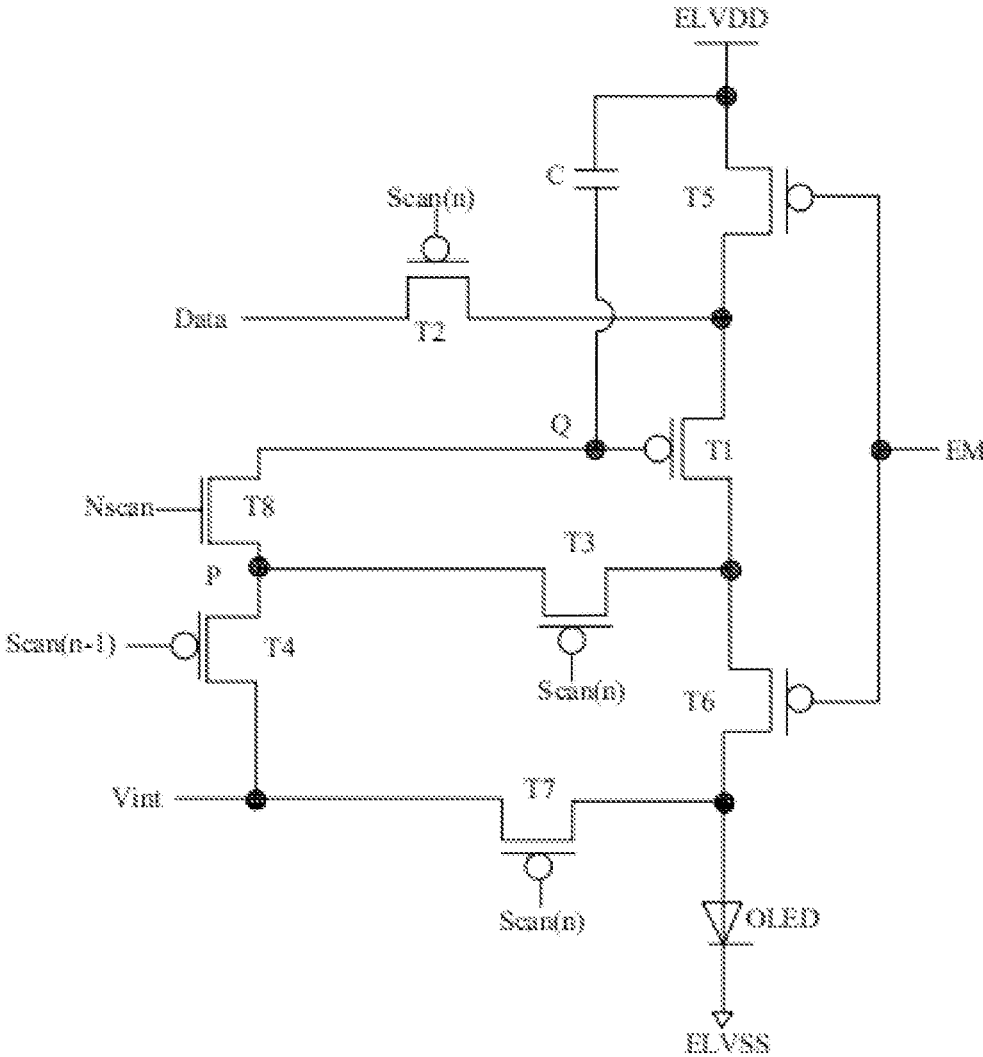 ELVDD
C
T5
Scan(n)
Data
T2
Q
T1
EM
Nscan
T8
T3
P
Scan(n-1)
T4
Scan(n)
T6
Vint
T7
Scan(n)
OLED
ELVSS